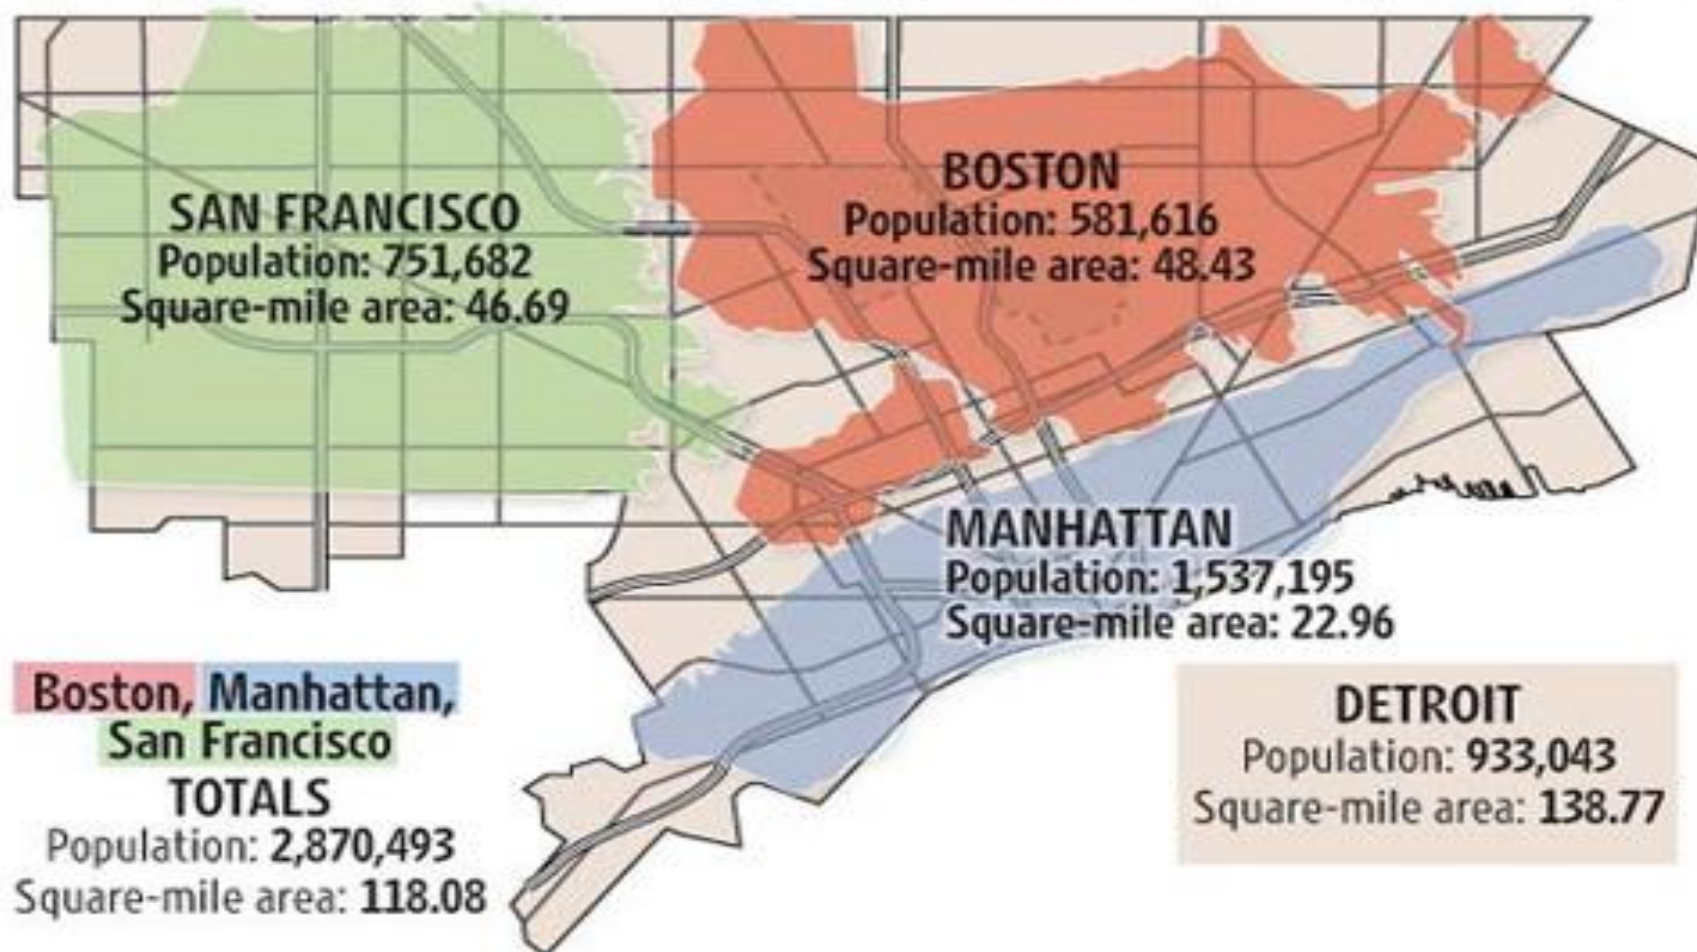 SAN FRANCISCO
Population: 751,682
Square-mile area: 46.69
BOSTON
Population: 581,616
Square-mile area: 48.43
MANHATTAN
Population: 1,537,195
Square-mile area: 22.96
Boston, Manhattan,
San Francisco
TOTALS
Population: 2,870,493
Square-mile area: 118.08
DETROIT
Population: 933,043
Square-mile area: 138.77